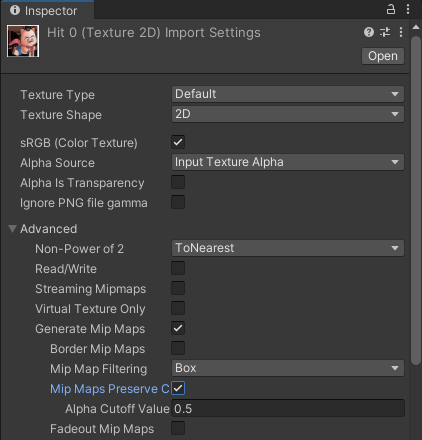 Inspector
Hit 0 (Texture 2D) Import Settings
Open
Texture Type Default
Texture Shape 2D
sRGB (Color Texture)
Alpha Source Input Texture Alpha
Alpha Is Transparency
Ignore PNG file gamma
Advanced
Non-Power of 2 ToNearest
Read/Write
Streaming Mipmaps
Virtual Texture Only
Generate Mip Maps
Border Mip Maps
Mip Map Filtering Box
Mip Maps Preserve C
Alpha Cutoff Value 0.5
Fadeout Mip Maps